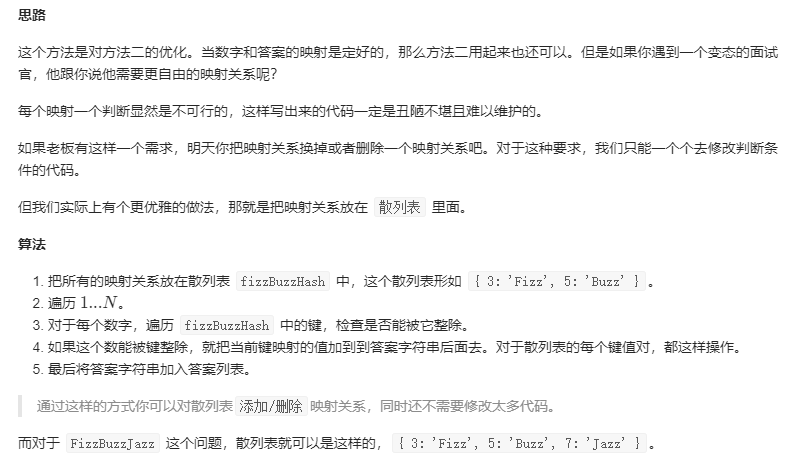 思路
这个方法是对方法二的优化。当数字和答案的映射是定好的，那么方法二用起来也还可以。但是如果你遇到一个变态的面试
官，他跟你说他需要更自由的映射关系呢？
每个映射一个判断显然是不可行的，这样写出来的代码一定是丑陋不堪且难以维护的。
如果老板有这样一个需求，明天你把映射关系换掉或者删除一个映射关系吧。对于这种要求，我们只能一个个去修改判断条
件的代码。
但我们实际上有个更优雅的做法，那就是把映射关系放在 散列表 里面。
算法
1. 把所有的映射关系放在散列表 fizzBuzzHash 中，这个散列表形如 { 3: 'Fizz', 5: 'Buzz' } 。
2. 遍历 1...N。
3. 对于每个数字，遍历 fizzBuzzHash 中的键，检查是否能被它整除。
4. 如果这个数能被键整除，就把当前键映射的值加到到答案字符串后面去。对于散列表的每个键值对，都这样操作。
5. 最后将答案字符串加入答案列表。
通过这样的方式你可以对散列表 添加/删除 映射关系，同时还不需要修改太多代码。
而对于 FizzBuzzJazz 这个问题，散列表就可以是这样的， { 3: 'Fizz', 5: 'Buzz', 7: 'Jazz' } 。